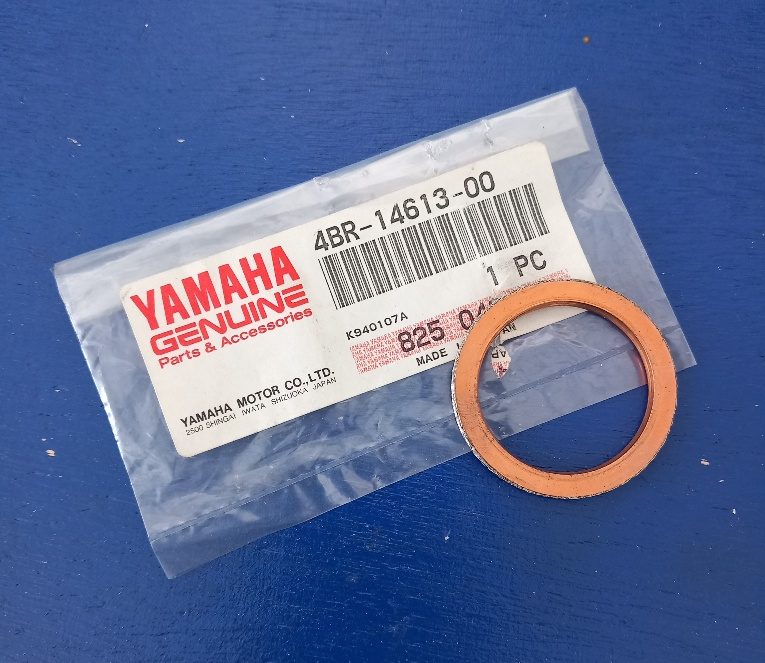 4BR-14613-00
YAMAHA
GENUINE
Parts & Accessories
1 PC
K940107A
825
MADE
YAMAHA MOTOR CO.,LTD.
2500 SHINGAI IWATA SHIZUOKA JAPAN